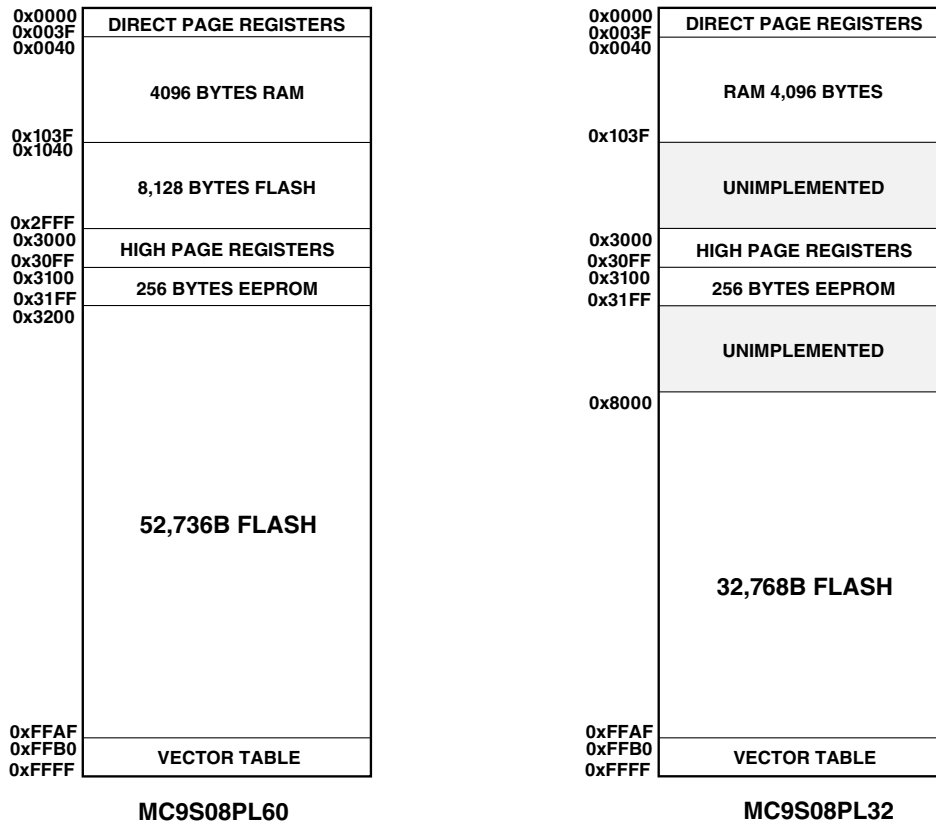 0x0000
0x003F
0x0040
DIRECT PAGE REGISTERS
4096 BYTES RAM
0x103F
0x1040
8,128 BYTES FLASH
0x2FFF
0x3000
HIGH PAGE REGISTERS
0x30FF
0x3100
256 BYTES EEPROM
0x31FF
0x3200
52,736B FLASH
0xFFAF
0xFFB0
VECTOR TABLE
0xFFFF
MC9S08PL60
0x0000
0x003F
0x0040
DIRECT PAGE REGISTERS
RAM 4,096 BYTES
0x103F
UNIMPLEMENTED
0x3000
HIGH PAGE REGISTERS
0x30FF
0x3100
256 BYTES EEPROM
0x31FF
UNIMPLEMENTED
0x8000
32,768B FLASH
0xFFAF
0xFFB0
VECTOR TABLE
0xFFFF
MC9S08PL32